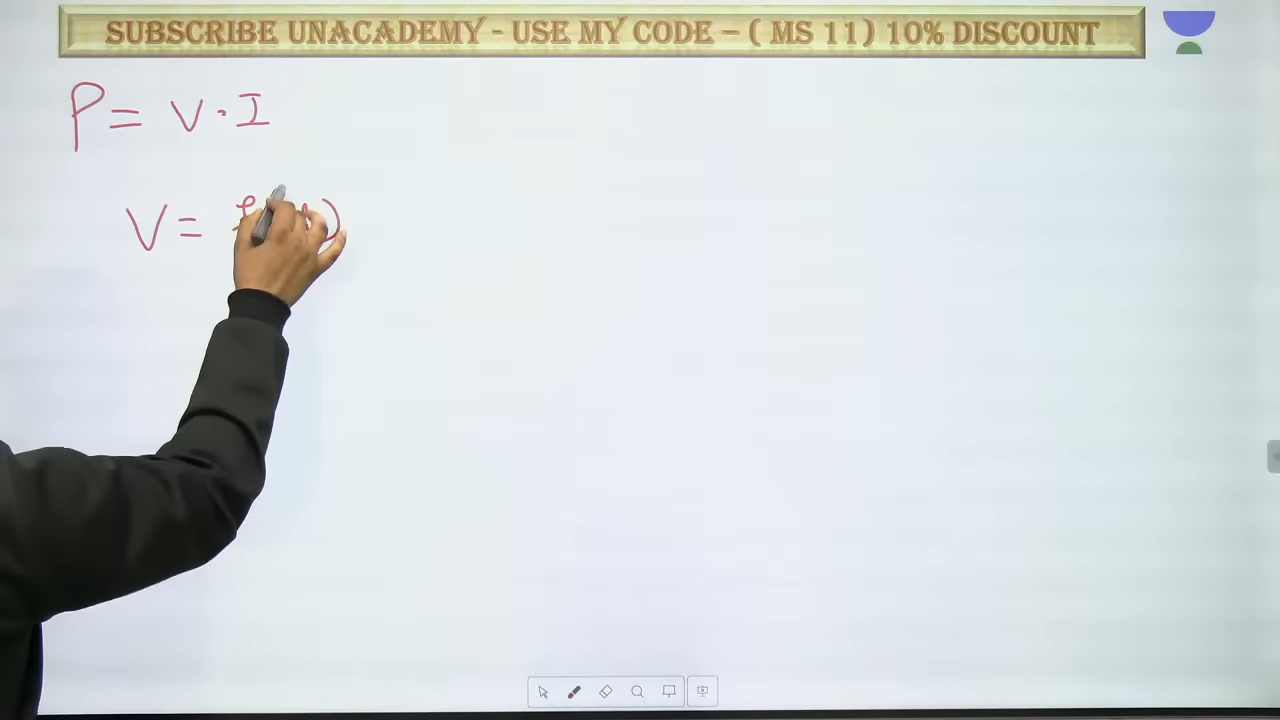 SUBSCRIBE UNACADEMY - USE MY CODE – ( MS 11) 10% DISCOUNT
P = V · I
V =